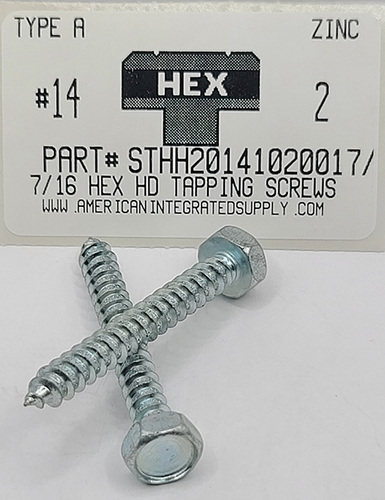 TYPE A
ZINC
#14
HEX
2
PART# STHH20141020017/
7/16 HEX HD TAPPING SCREWS
WWW.AMERICANINTEGRATEDSUPPLY.COM